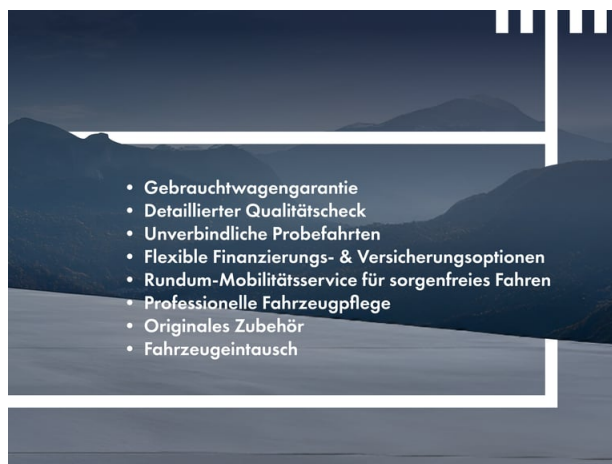 • Gebrauchtwagengarantie
• Detaillierter Qualitätscheck
• Unverbindliche Probefahrten
• Flexible Finanzierungs- & Versicherungsoptionen
• Rundum-Mobilitätsservice für sorgenfreies Fahren
• Professionelle Fahrzeugpflege
• Originales Zubehör
• Fahrzeugeintausch